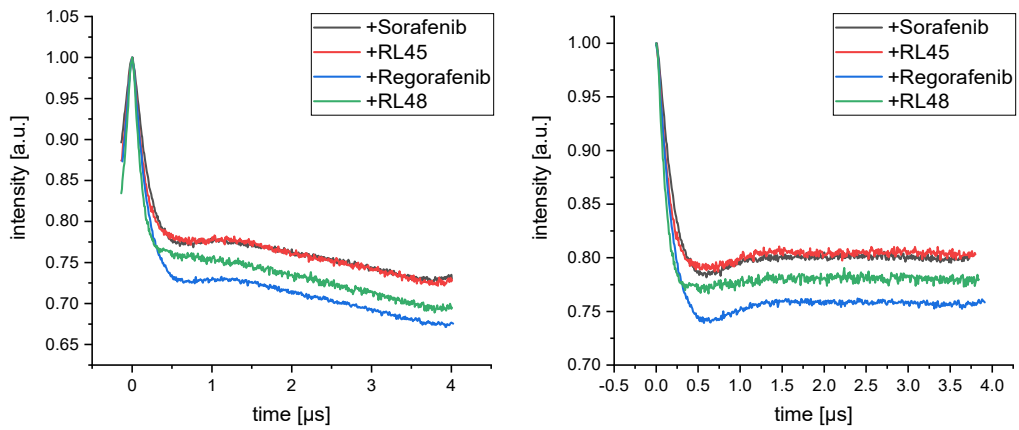 +Sorafenib
+RL45
+Regorafenib
+RL48
1.05
1.00
0.95
0.90
0.85
0.80
0.75
0.70
0.65
intensity [a.u.]
0
1
2
3
4
time [µs]
+Sorafenib
+RL45
+Regorafenib
+RL48
1.00
0.95
0.90
0.85
0.80
0.75
0.70
intensity [a.u.]
-0.5
0.0
0.5
1.0
1.5
2.0
2.5
3.0
3.5
4.0
time [µs]